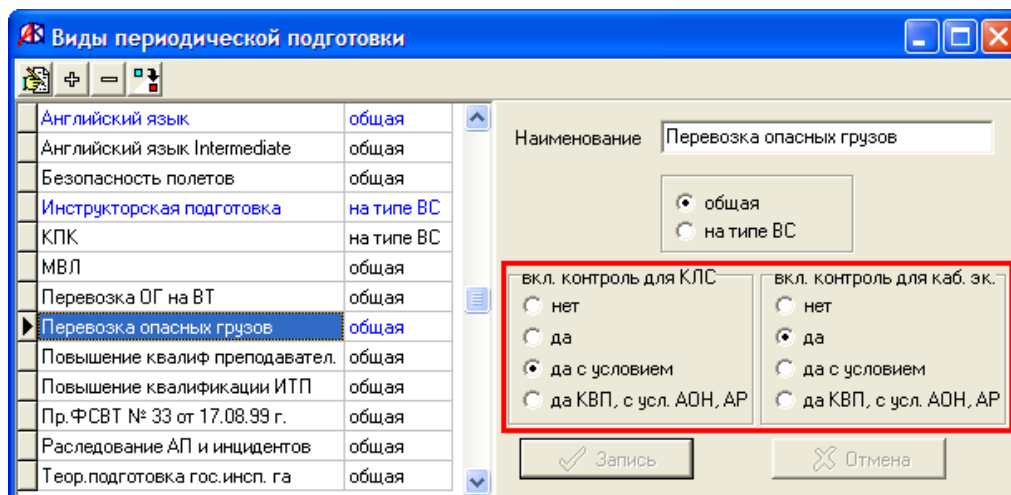 Виды периодической подготовки
Английский язык общая
Английский язык Intermediate общая
Безопасность полетов общая
Инструкторская подготовка на типе ВС
КПК на типе ВС
МВЛ общая
Перевозка ОГ на ВТ общая
Перевозка опасных грузов общая
Повышение квалиф преподавател. общая
Повышение квалификации ИТП общая
Пр.ФСВТ № 33 от 17.08.99 г. общая
Раследование АП и инцидентов общая
Теор.подготовка гос.инсп. га общая
Наименование Перевозка опасных грузов
общая
на типе ВС
вкл. контроль для КЛС
нет
да
да с условием
да КВП, с усл. АОН, АР
вкл. контроль для каб. эк.
нет
да
да с условием
да КВП, с усл. АОН, АР
Запись
Отмена